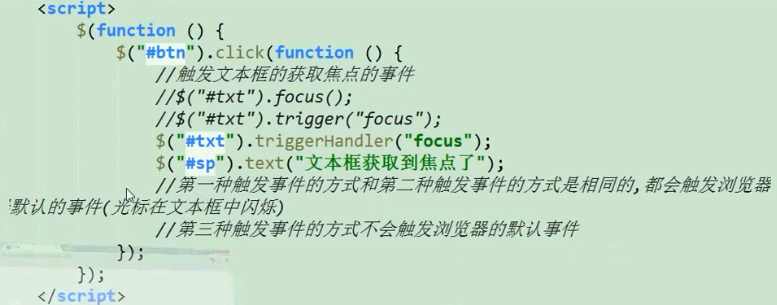 <script>
$(function () {
$("#btn").click(function () {
//触发文本框的获取焦点的事件
//$("#txt").focus();
//$("#txt").trigger("focus");
$("#txt").triggerHandler("focus");
$("#sp").text("文本框获取到焦点了");
//第一种触发事件的方式和第二种触发事件的方式是相同的,都会触发浏览器
默认的事件(光标在文本框中闪烁)
//第三种触发事件的方式不会触发浏览器的默认事件
});
});
</script>